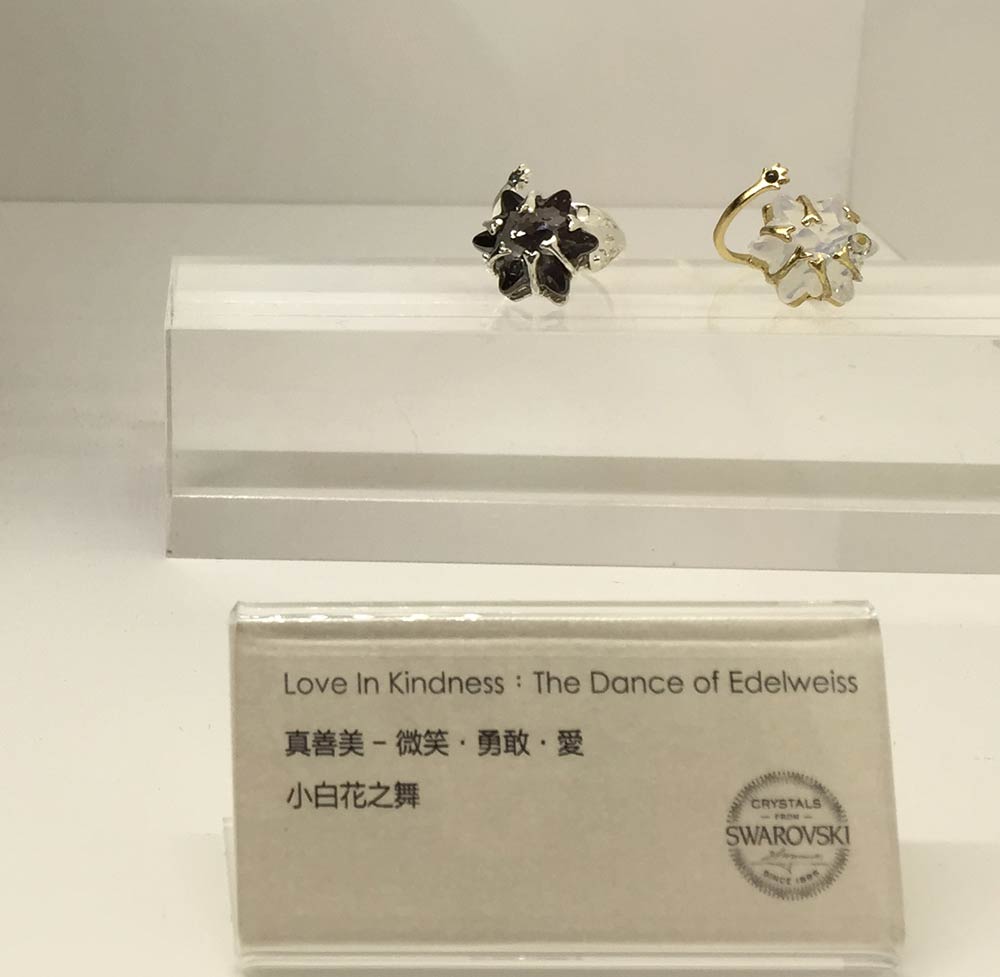 Love In Kindness：The Dance of Edelweiss
真善美 – 微笑 · 勇敢 · 愛
小白花之舞
CRYSTALS
– FROM –
SWAROVSKI
SINCE 1895